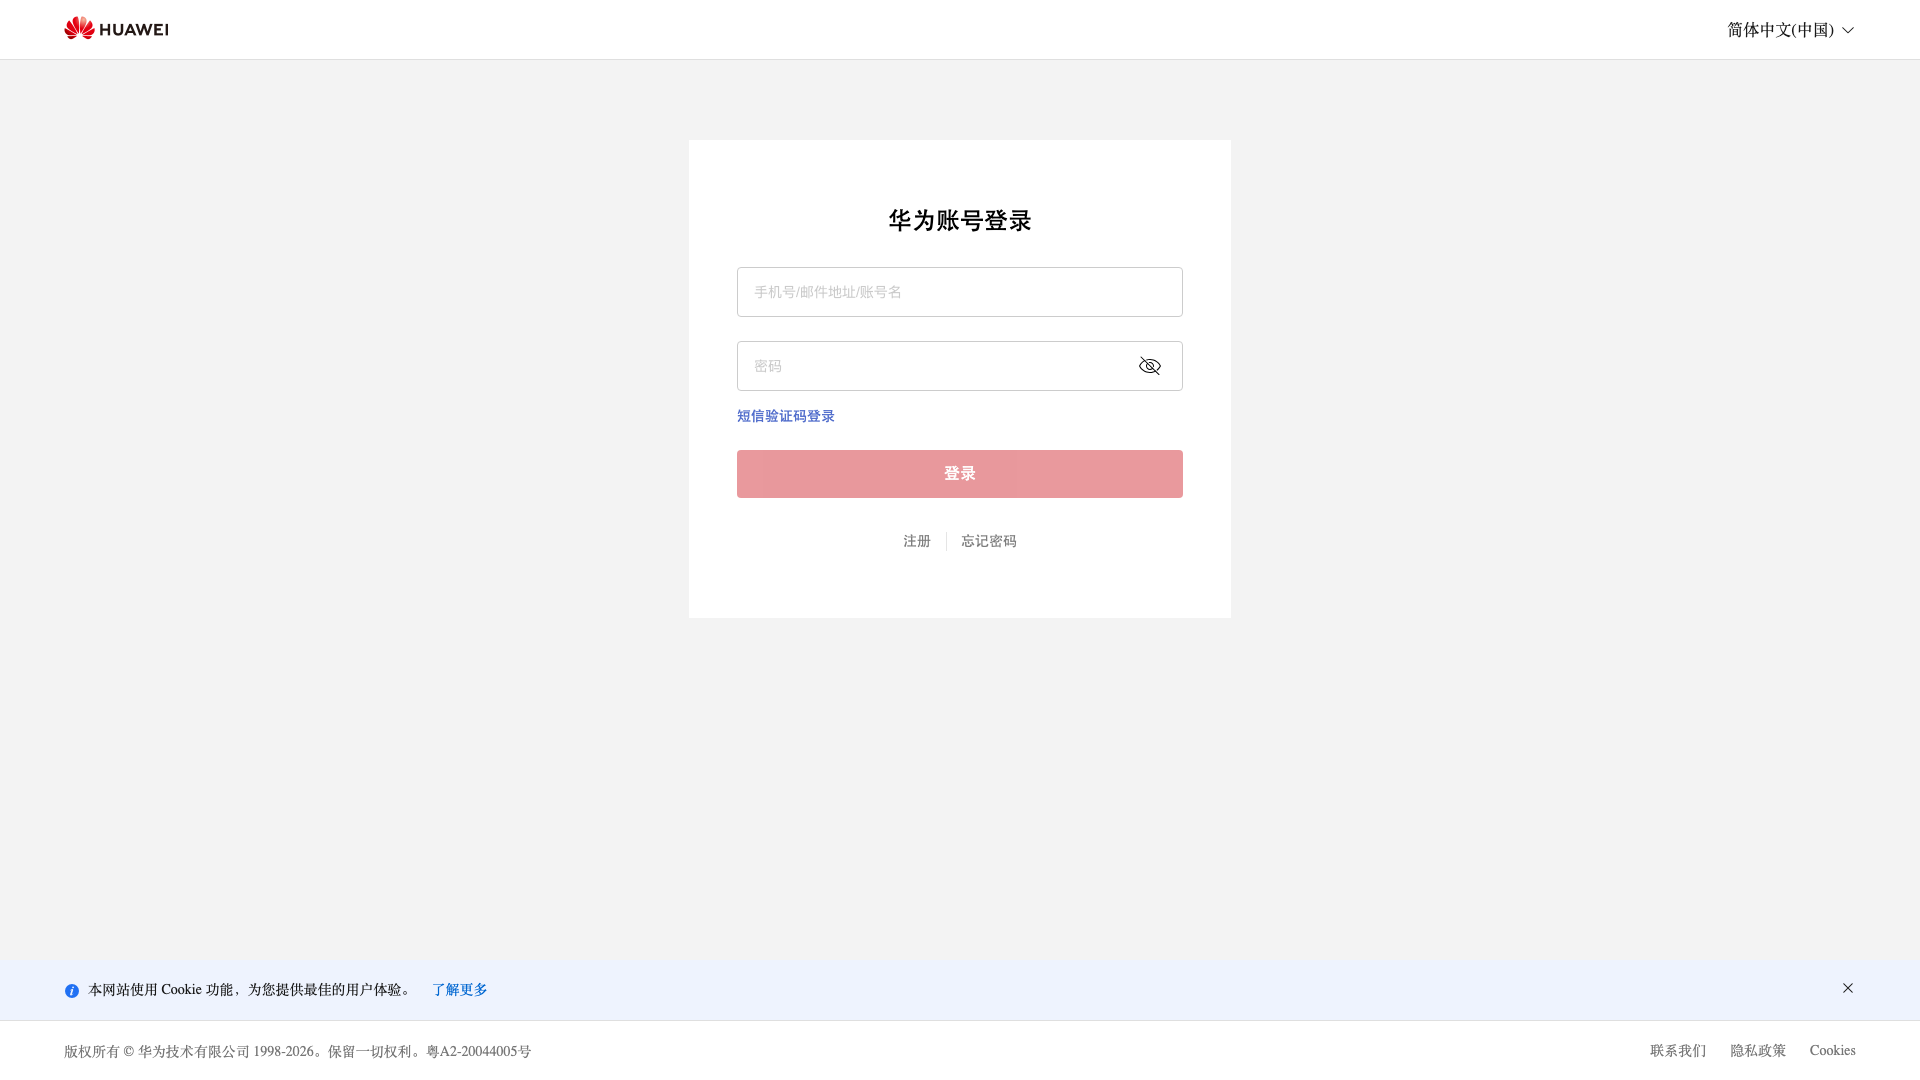 HUAWEI
简体中文(中国)
华为账号登录
手机号/邮件地址/账号名
密码
短信验证码登录
登录
注册 忘记密码
本网站使用 Cookie 功能，为您提供最佳的用户体验。 了解更多
版权所有 © 华为技术有限公司 1998-2026。保留一切权利。粤A2-20044005号
联系我们 隐私政策 Cookies